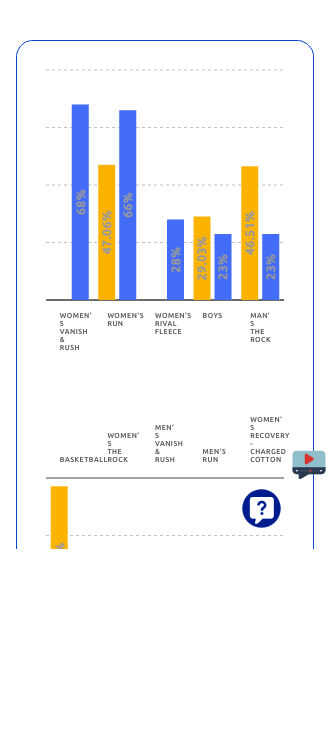 68%
47.06%
66%
28%
29.03%
23%
46.51%
23%
WOMEN'
S
VANISH
&
RUSH
WOMEN'S
RUN
WOMEN'S
RIVAL
FLEECE
BOYS
MAN'
S
THE
ROCK
BASKETBALL
WOMEN'
S
THE
ROCK
MEN'
S
VANISH
&
RUSH
MEN'S
RUN
WOMEN'
S
RECOVERY
-
CHARGED
COTTON
%
?